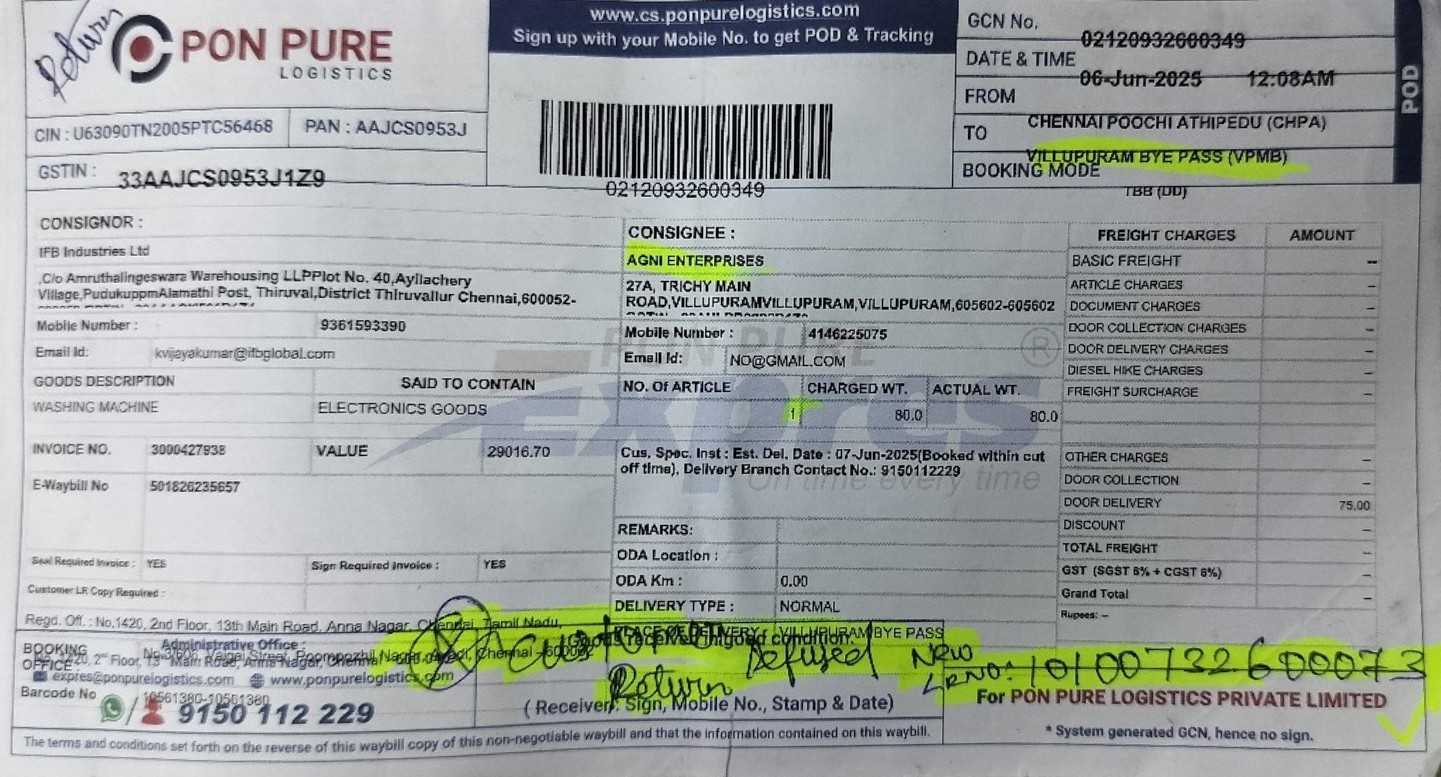 Return
PON PURE
LOGISTICS
www.cs.ponpurelogistics.com
Sign up with your Mobile No. to get POD & Tracking
GCN No.
02120932600349
DATE & TIME
06-Jun-2025 12:08AM
FROM
CHENNAI POOCHI ATHIPEDU (CHPA)
TO
VILLUPURAM BYE PASS (VPMB)
BOOKING MODE
TBB (DD)
POD
CIN : U63090TN2005PTC56468 PAN : AAJCS0953J
GSTIN : 33AAJCS0953J1Z9
02120932600349
CONSIGNOR :
IFB Industries Ltd
C/o Amruthalingeswara Warehousing LLPPlot No. 40,Ayllachery
Village,PudukuppmAlamathi Post, Thiruval,District Thiruvallur Chennai,600052-
Mobile Number : 9361593390
Email Id: kvijayakumar@ifbglobal.com
GOODS DESCRIPTION SAID TO CONTAIN
WASHING MACHINE ELECTRONICS GOODS
INVOICE NO. 3000427938 VALUE 29016.70
E-Waybill No 501826235657
Seal Required Invoice : YES Sign Required Invoice : YES
Customer LR Copy Required :
CONSIGNEE :
AGNI ENTERPRISES
27A, TRICHY MAIN
ROAD,VILLUPURAMVILLUPURAM,VILLUPURAM,605602-605602
Mobile Number : 4146225075
Email Id: NO@GMAIL.COM
NO. Of ARTICLE CHARGED WT. ACTUAL WT.
1 80.0 80.0
Cus. Spec. Inst : Est. Del. Date : 07-Jun-2025(Booked within cut
off time), Delivery Branch Contact No.: 9150112229
REMARKS:
ODA Location :
ODA Km : 0.00
DELIVERY TYPE : NORMAL
PLACE OF DELIVERY : VILLUPURAM BYE PASS
PON PURE
Expres
®
On time every time
FREIGHT CHARGES AMOUNT
BASIC FREIGHT --
ARTICLE CHARGES --
DOCUMENT CHARGES --
DOOR COLLECTION CHARGES --
DOOR DELIVERY CHARGES --
DIESEL HIKE CHARGES --
FREIGHT SURCHARGE --
OTHER CHARGES --
DOOR COLLECTION --
DOOR DELIVERY 75.00
DISCOUNT --
TOTAL FREIGHT --
GST (SGST 6% + CGST 6%) --
Grand Total --
Rupees: --
Regd. Off. : No,1420, 2nd Floor, 13th Main Road, Anna Nagar, Chennai, Tamil Nadu,
BOOKING
OFFICE
Administrative Office :
expres@ponpurelogistics.com www.ponpurelogistics.com
Barcode No 10561380-10561380
/ 9150 112 229
Refused
Return
(Receiver: Sign, Mobile No., Stamp & Date)
New
LR NO: 1010073260073
For PON PURE LOGISTICS PRIVATE LIMITED
* System generated GCN, hence no sign.
The terms and conditions set forth on the reverse of this waybill copy of this non-negotiable waybill and that the information contained on this waybill.